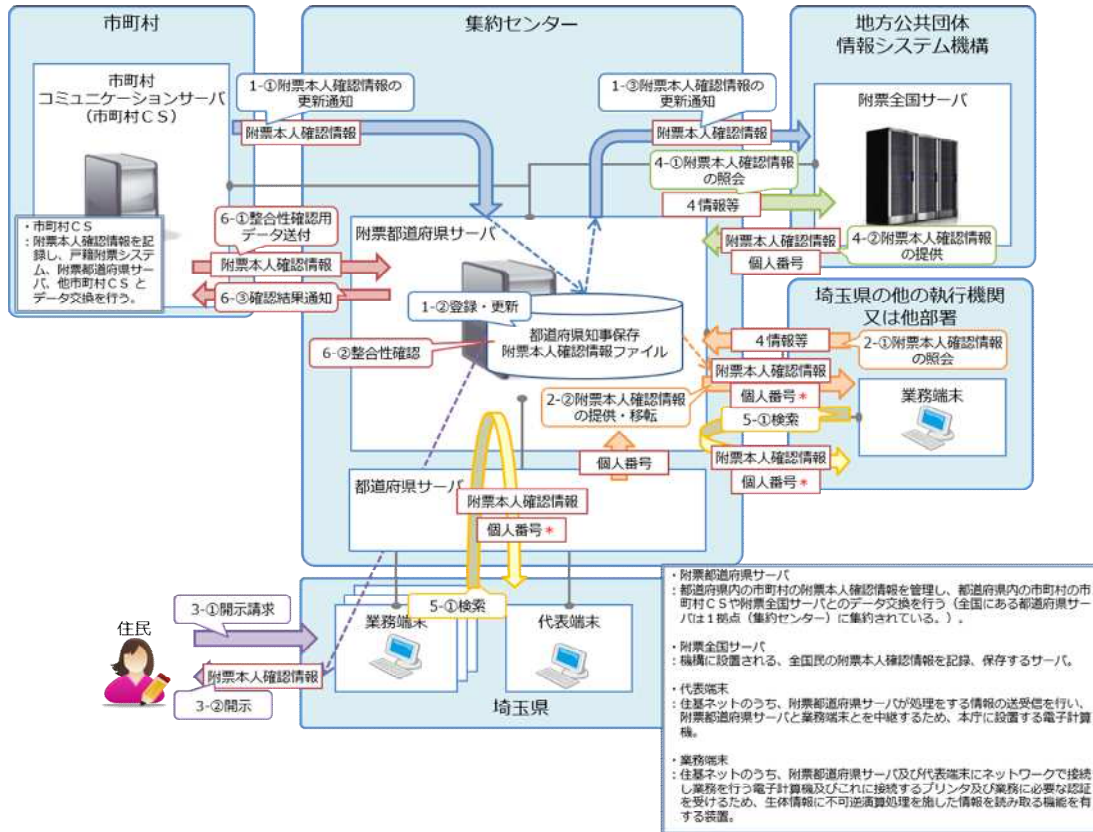 市町村
集約センター
地方公共団体
情報システム機構
市町村
コミュニケーションサーバ
(市町村CS)
1-①附票本人確認情報の
更新通知
附票本人確認情報
1-③附票本人確認情報の
更新通知
附票本人確認情報
附票全国サーバ
4-①附票本人確認情報
の照会
4情報等
附票本人確認情報
個人番号
4-②附票本人確認情報
の提供
・市町村CS
:附票本人確認情報を記
録し、戸籍附票システ
ム、附票都道府県サー
バ、他市町村CS と
データ交換を行う。
6-①整合性確認用
データ送付
附票本人確認情報
6-③確認結果通知
附票都道府県サーバ
1-②登録・更新
6-②整合性確認
都道府県知事保存
附票本人確認情報ファイル
埼玉県の他の執行機関
又は他部署
4情報等
2-①附票本人確認情報
の照会
附票本人確認情報
個人番号*
2-②附票本人確認情報
の提供・移転
業務端末
5-①検索
附票本人確認情報
個人番号*
個人番号
都道府県サーバ
附票本人確認情報
個人番号*
5-①検索
住民
3-①開示請求
附票本人確認情報
3-②開示
業務端末
代表端末
埼玉県
・附票都道府県サーバ
:都道府県内の市町村の附票本人確認情報を管理し、都道府県内の市町村の市
町村CSや附票全国サーバとのデータ交換を行う(全国にある都道府県サー
バは1拠点(集約センター)に集約されている。)。
・附票全国サーバ
:機構に設置される、全国民の附票本人確認情報を記録、保存するサーバ。
・代表端末
:住基ネットのうち、附票都道府県サーバが処理をする情報の送受信を行い、
附票都道府県サーバと業務端末とを中継するため、本庁に設置する電子計算
機。
・業務端末
:住基ネットのうち、附票都道府県サーバ及び代表端末にネットワークで接続
し業務を行う電子計算機及びこれに接続するプリンタ及び業務に必要な認証
を受けるため、生体情報に不可逆演算処理を施した情報を読み取る機能を有
する装置。